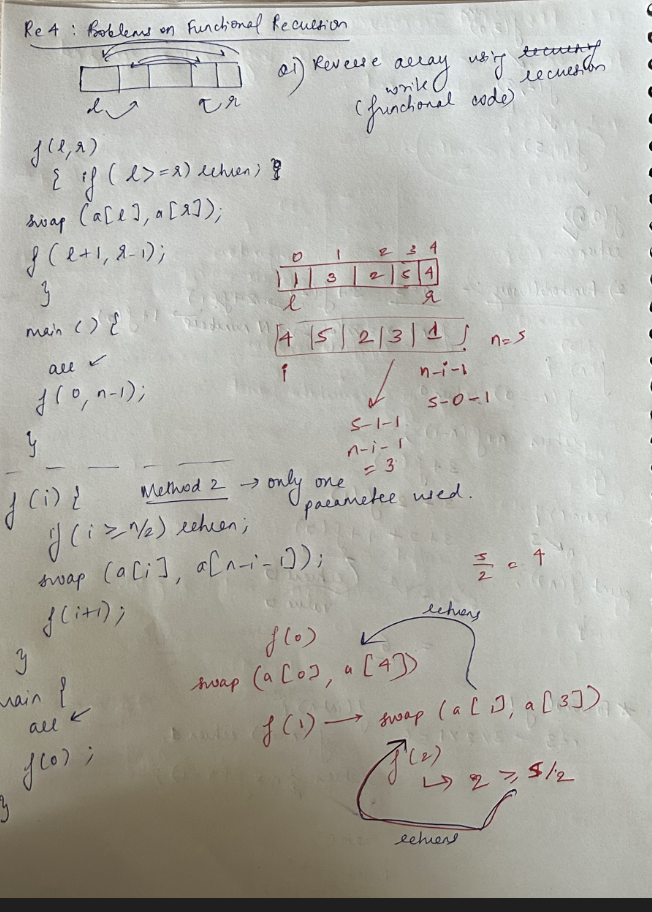 Re 4 : Problems on Functional Recursion
Q1) Reverse array using recursion
write
(functional code)
l r
f(l,r)
{ if (l>=r) return; }
swap (a[l], a[r]);
f (l+1, r-1);
}
main () {
arr ✓
f(0, n-1);
}
0 1 2 3 4
1 | 3 | 2 | 5 | 4
l r
4 | 5 | 2 | 3 | 1 n=5
i n-i-1
5-0-1
5-1-1
n-i-1
= 3
f(i) { Method 2 → only one
parameter used.
if (i ≥ n/2) return;
swap (a[i], a[n-i-1]);
f(i+1);
}
main {
arr ✓
f(0);
}
5/2 = 4
returns
f(0)
swap (a[0], a[4])
f(1) → swap (a[1], a[3])
f(2)
↳ 2 ≥ 5/2
returns